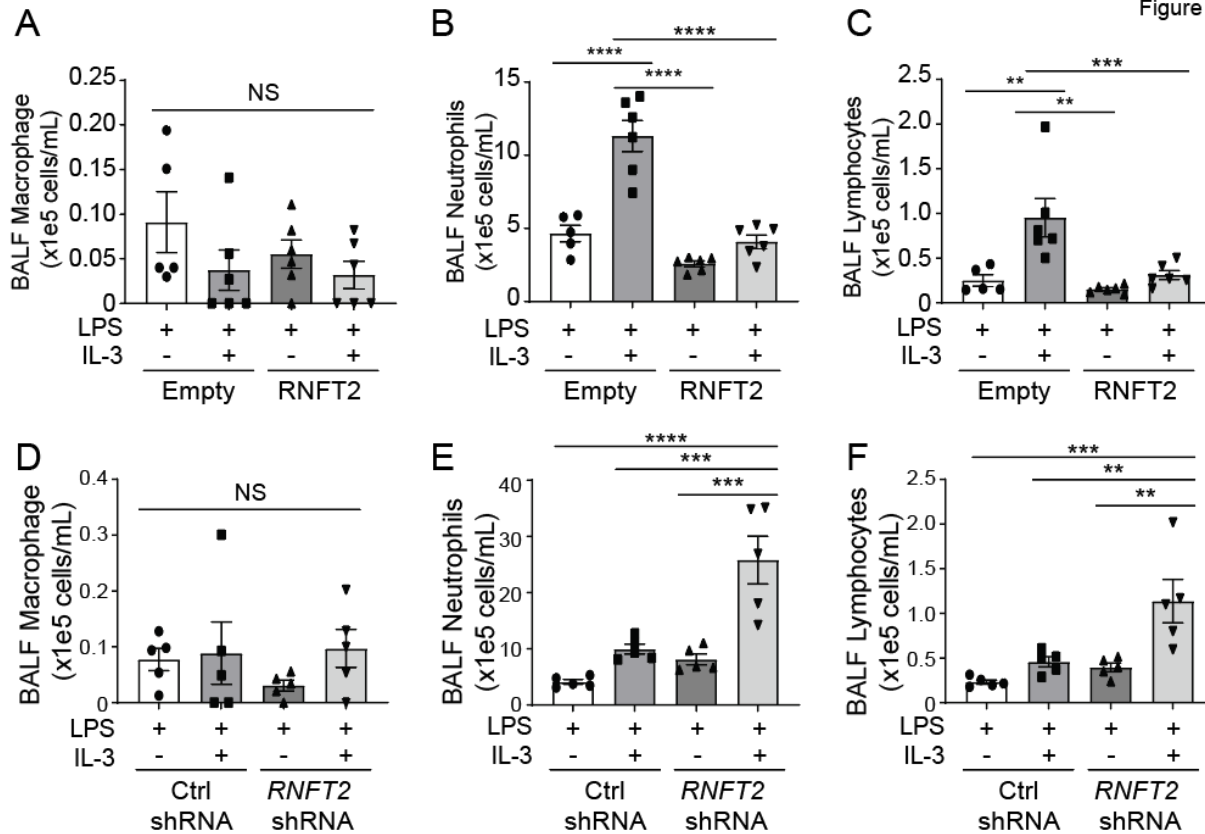 Figure
A
BALF Macrophage
(x1e5 cells/mL)
0.25
0.20
0.15
0.10
0.05
0
NS
LPS + + + +
IL-3 - + - +
Empty RNFT2
B
BALF Neutrophils
(x1e5 cells/mL)
15
10
5
0
****
****
****
+ + + +
- + - +
Empty RNFT2
C
BALF Lymphocytes
(x1e5 cells/mL)
2.5
2.0
1.5
1.0
0.5
0
***
**
**
LPS + + + +
IL-3 - + - +
Empty RNFT2
D
BALF Macrophage
(x1e5 cells/mL)
0.4
0.3
0.2
0.1
0
NS
LPS + + + +
IL-3 - + - +
Ctrl RNFT2
shRNA shRNA
E
BALF Neutrophils
(x1e5 cells/mL)
40
30
20
10
0
****
***
***
LPS + + + +
IL-3 - + - +
Ctrl RNFT2
shRNA shRNA
F
BALF Lymphocytes
(x1e5 cells/mL)
2.5
2.0
1.5
1.0
0.5
0
***
**
**
LPS + + + +
IL-3 - + - +
Ctrl RNFT2
shRNA shRNA